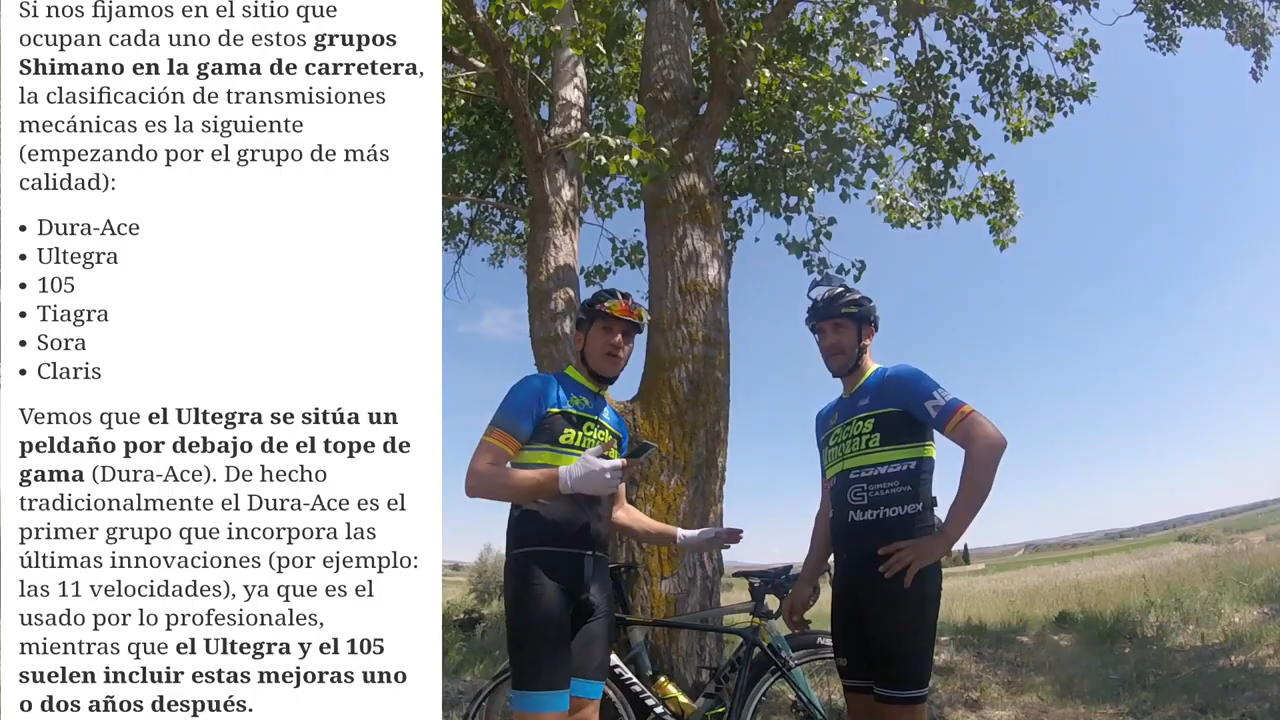 Si nos fijamos en el sitio que
ocupan cada uno de estos grupos
Shimano en la gama de carretera,
la clasificación de transmisiones
mecánicas es la siguiente
(empezando por el grupo de más
calidad):
• Dura-Ace
• Ultegra
• 105
• Tiagra
• Sora
• Claris
Vemos que el Ultegra se sitúa un
peldaño por debajo de el tope de
gama (Dura-Ace). De hecho
tradicionalmente el Dura-Ace es el
primer grupo que incorpora las
últimas innovaciones (por ejemplo:
las 11 velocidades), ya que es el
usado por lo profesionales,
mientras que el Ultegra y el 105
suelen incluir estas mejoras uno
o dos años después.
Ciclos
Ciclos
almozara
CONOR
GIMENO
CASANOVA
Nutrinovex